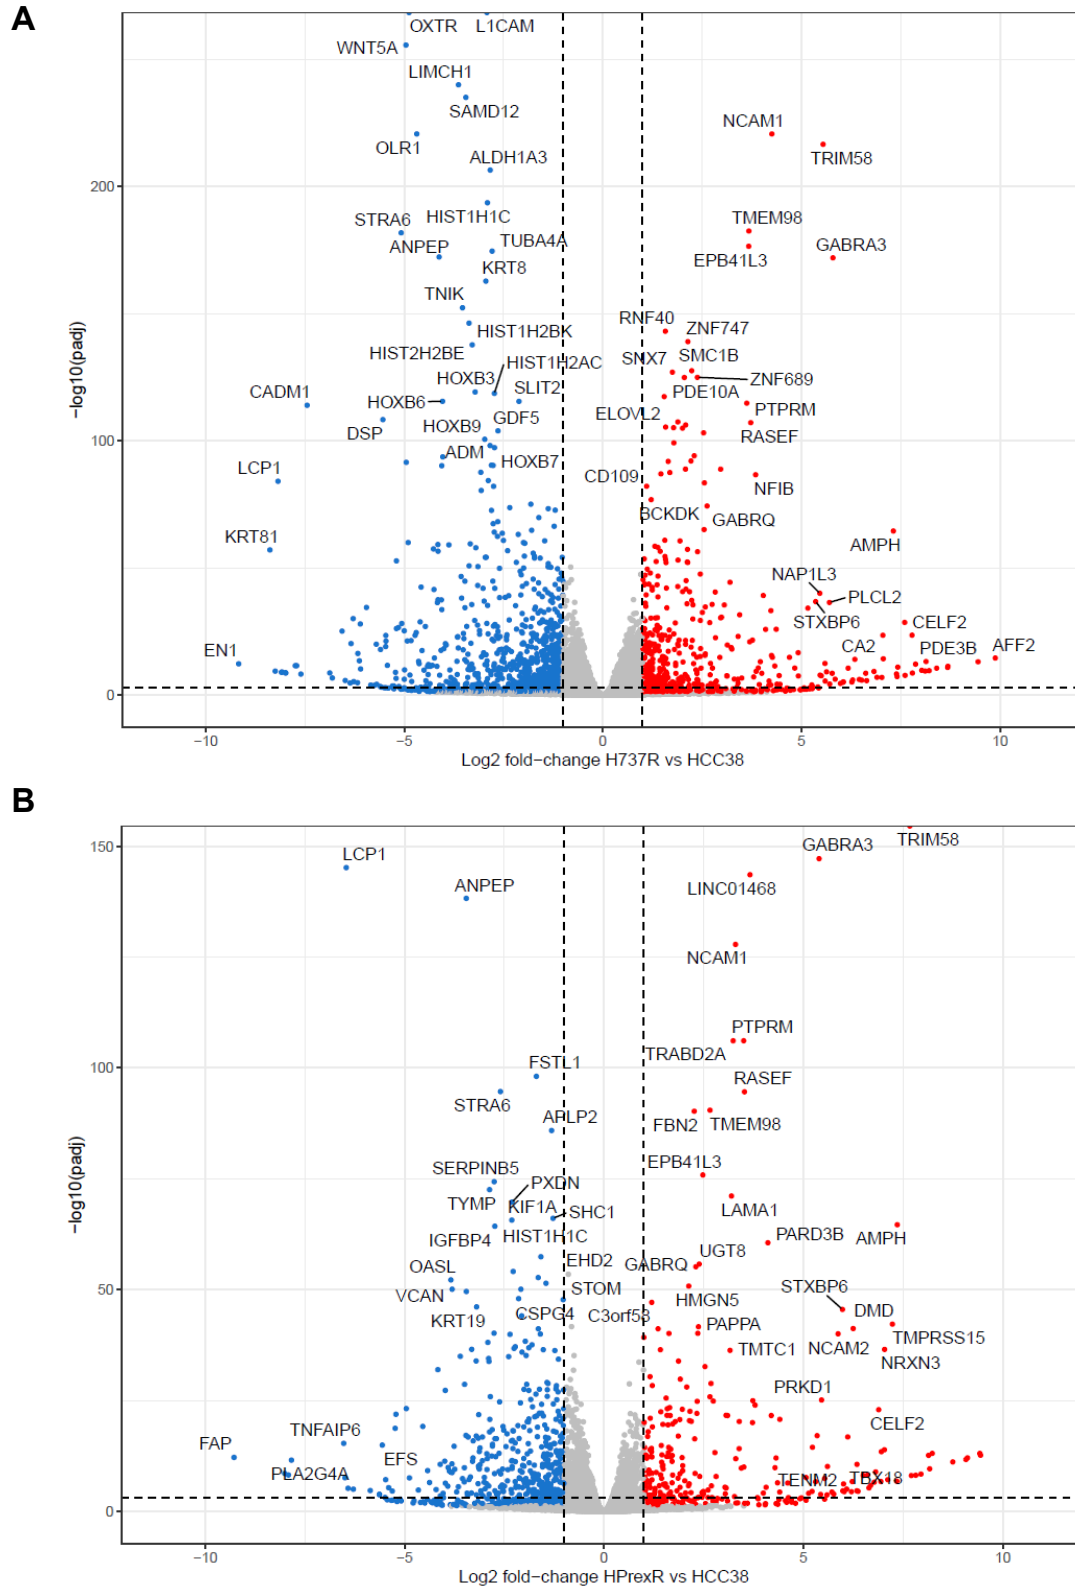 A
OXTR L1CAM
WNT5A
LIMCH1
SAMD12
NCAM1
OLR1
TRIM58
ALDH1A3
200
HIST1H1C
STRA6
TMEM98
ANPEP
TUBA4A
GABRA3
EPB41L3
KRT8
TNIK
RNF40
HIST1H2BK
ZNF747
HIST2H2BE
SNX7 SMC1B
HIST1H2AC
HOXB3
ZNF689
CADM1
SLIT2
PDE10A
HOXB6
PTPRM
GDF5
ELOVL2
DSP
HOXB9
RASEF
100
ADM
HOXB7
LCP1
CD109
NFIB
BCKDK GABRQ
KRT81
AMPH
NAP1L3
PLCL2
STXBP6
CELF2
EN1
CA2 PDE3B AFF2
0
−log10(padj)
−10 −5 0 5 10
Log2 fold−change H737R vs HCC38
B
150
LCP1
GABRA3
TRIM58
ANPEP
LINC01468
NCAM1
PTPRM
TRABD2A
100
FSTL1
RASEF
STRA6
APLP2
FBN2 TMEM98
SERPINB5
EPB41L3
PXDN
TYMP KIF1A SHC1
LAMA1
IGFBP4 HIST1H1C
PARD3B
AMPH
OASL
EHD2
GABRQ UGT8
50
VCAN
STOM
HMGN5
STXBP6
KRT19 CSPG4
C3orf53
PAPPA
DMD
TMPRSS15
TMTC1
NCAM2
NRXN3
PRKD1
TNFAIP6
CELF2
FAP
EFS
PLA2G4A
TENM2 TBX18
0
−log10(padj)
−10 −5 0 5 10
Log2 fold−change HPrexR vs HCC38